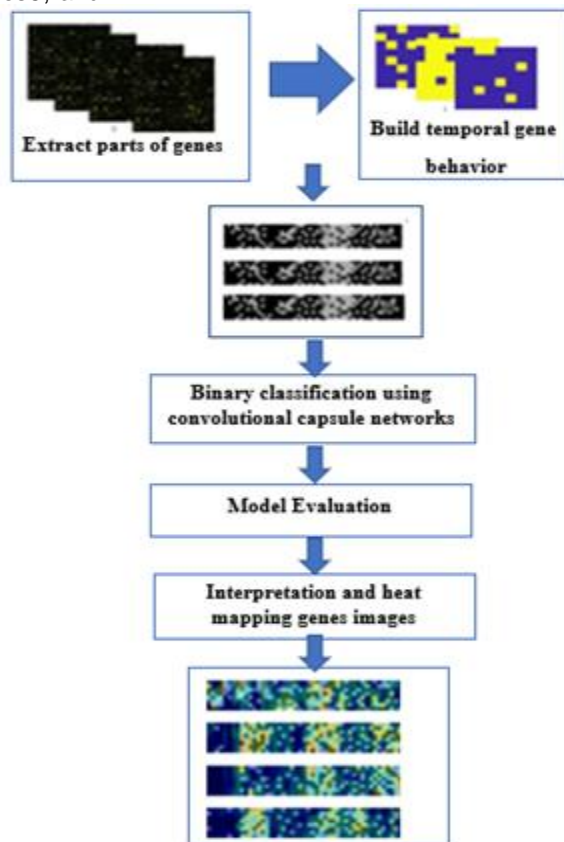 Extract parts of genes
Build temporal gene
behavior
Binary classification using
convolutional capsule networks
Model Evaluation
Interpretation and heat
mapping genes images